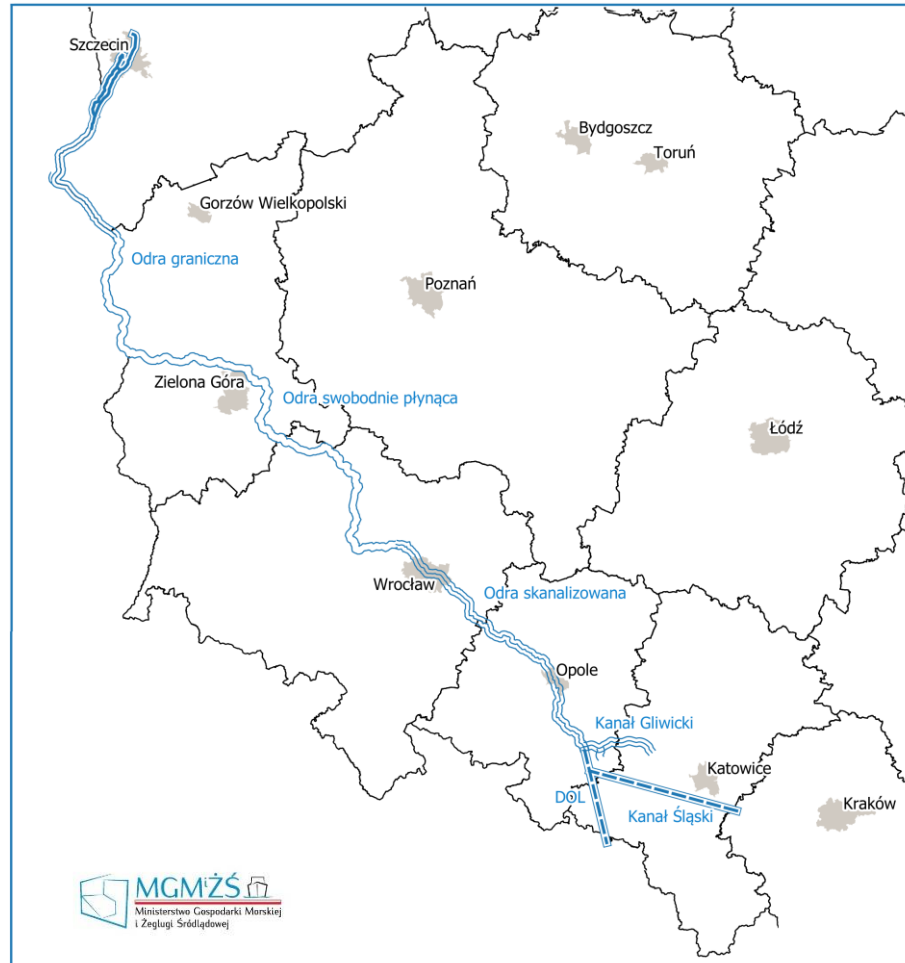 Szczecin
Bydgoszcz
Toruń
Gorzów Wielkopolski
Odra graniczna
Poznań
Zielona Góra
Odra swobodnie płynąca
Łódź
Wrocław
Odra skanalizowana
Opole
Kanał Gliwicki
Katowice
DOL
Kanał Śląski
Kraków
MGMiŻŚ
Ministerstwo Gospodarki Morskiej
i Żeglugi Śródlądowej